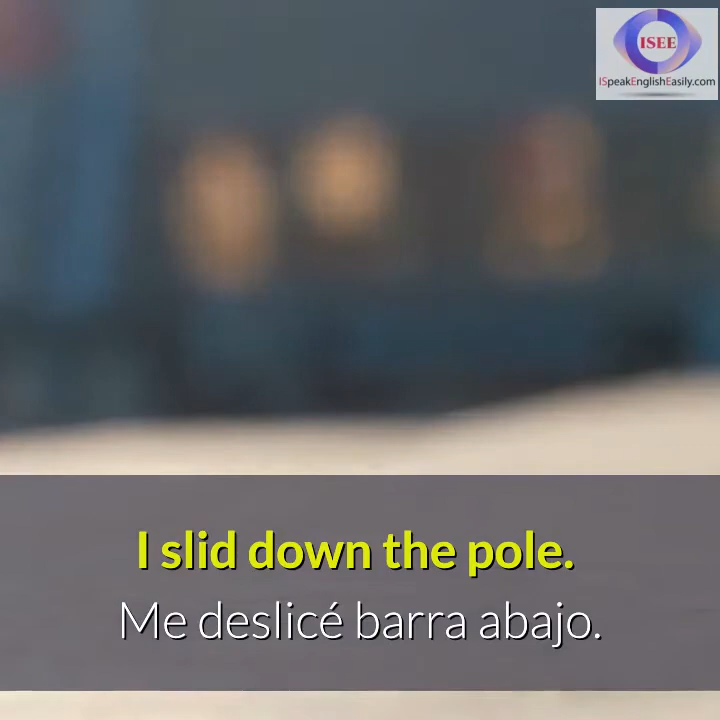 ISEE
ISpeakEnglishEasily.com
I slid down the pole.
Me deslicé barra abajo.